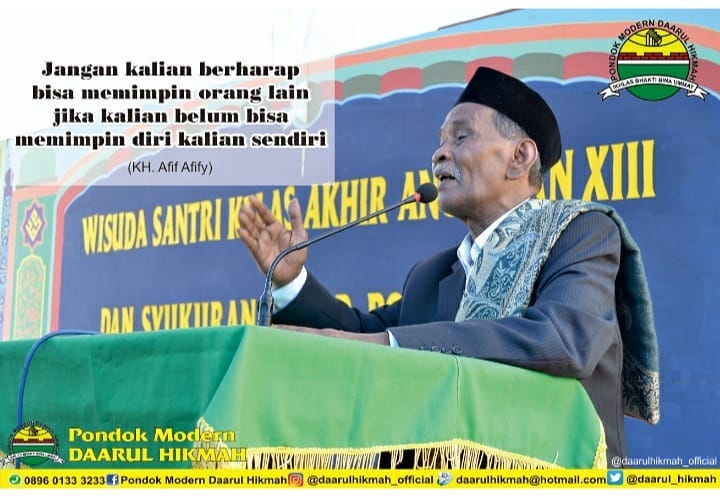 Jangan kalian berharap
bisa memimpin orang lain
jika kalian belum bisa
memimpin diri kalian sendiri
(KH. Afif Afify)
PONDOK MODERN DAARUL HIKMAH
IKHLAS BHAKTI BINA UMMAT
WISUDA SANTRI KELAS AKHIR XIII
DAN SYUKURAN
Pondok Modern
DAARUL HIKMAH
@daarulhikmah_official
0896 0133 3233 Pondok Modern Daarul Hikmah @daarulhikmah_official daarulhikmah@hotmail.com @daarul_hikmah